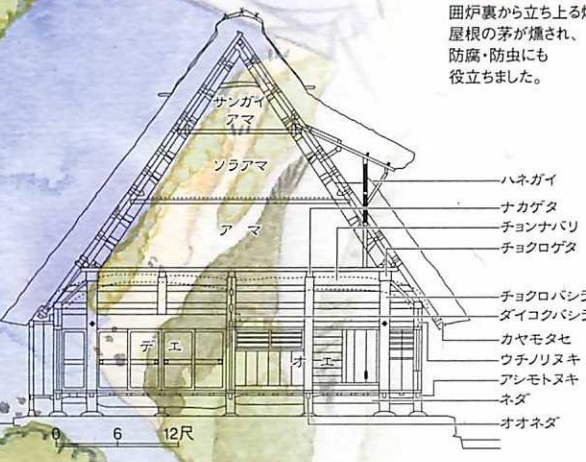 囲炉裏から立ち上る
屋根の茅が燻され、
防腐・防虫にも
役立ちました。
サンガイ
アマ
ソラアマ
アマ
デエ
オエ
ハネガイ
ナカゲタ
チョンナバリ
チョクロゲタ
チョクロバシラ
ダイコクバシラ
カヤモタセ
ウチノリヌキ
アシモトヌキ
ネダ
オオネダ
0 6 12尺